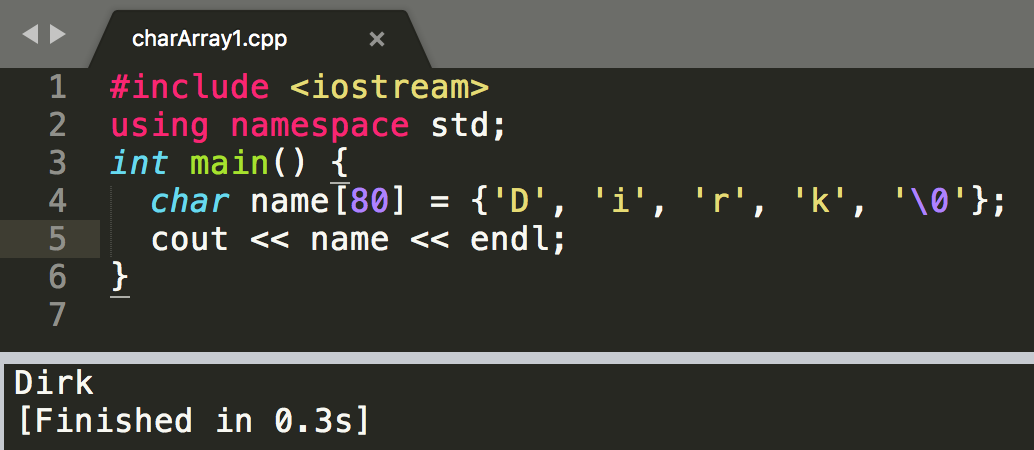 charArray1.cpp ×
1 #include <iostream>
2 using namespace std;
3 int main() {
4   char name[80] = {'D', 'i', 'r', 'k', '\0'};
5   cout << name << endl;
6 }
7
Dirk
[Finished in 0.3s]